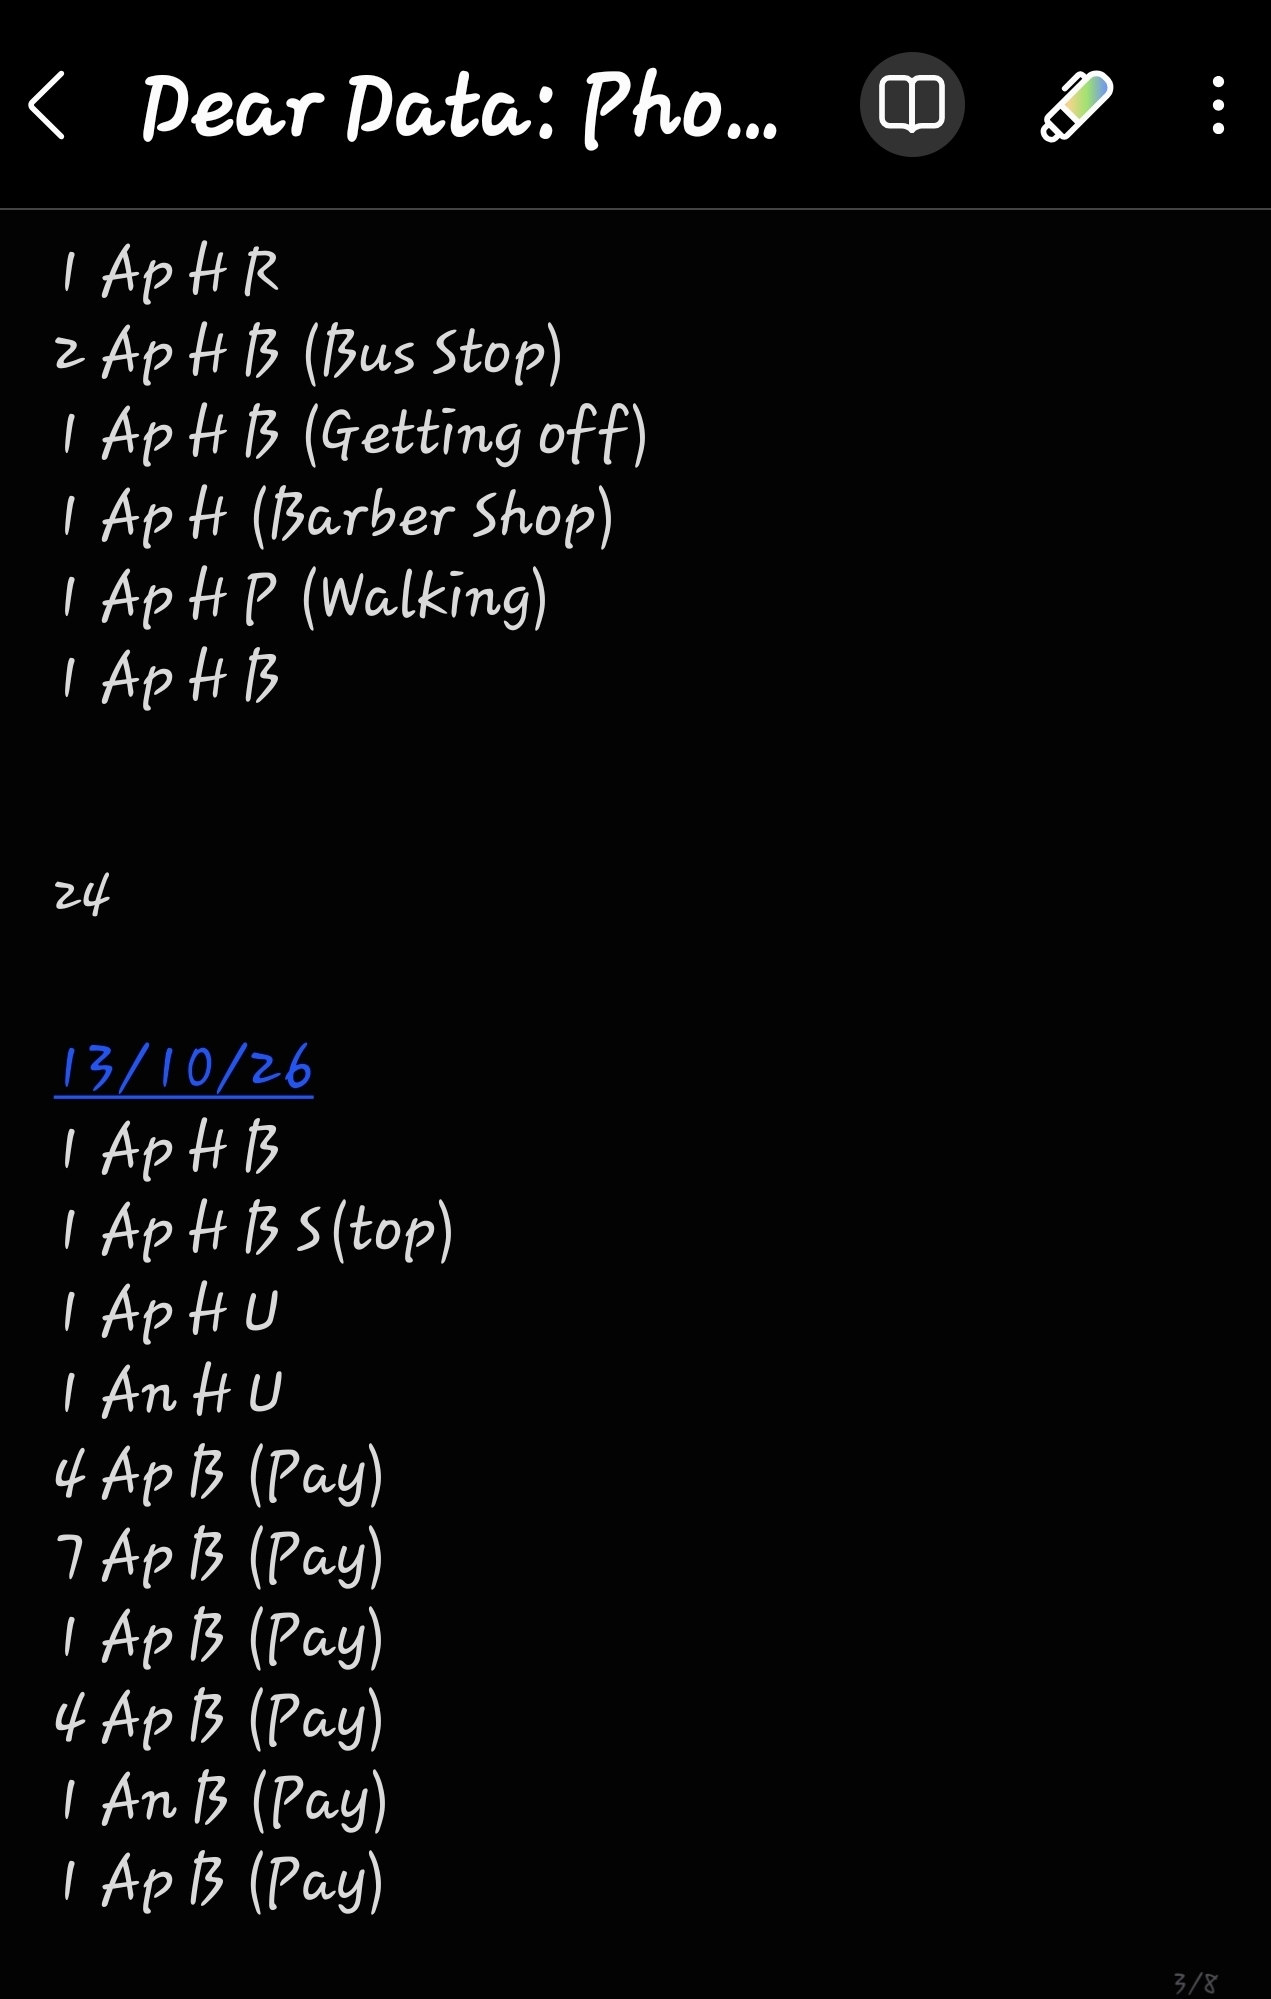 Dear Data: Pho...
1 Ap H R
2 Ap H B (Bus Stop)
1 Ap H B (Getting off)
1 Ap H (Barber Shop)
1 Ap H P (Walking)
1 Ap H B
24
13/10/26
1 Ap H B
1 Ap H B S(top)
1 Ap H U
1 An H U
4 Ap B (Pay)
7 Ap B (Pay)
1 Ap B (Pay)
4 Ap B (Pay)
1 An B (Pay)
1 Ap B (Pay)
3/8